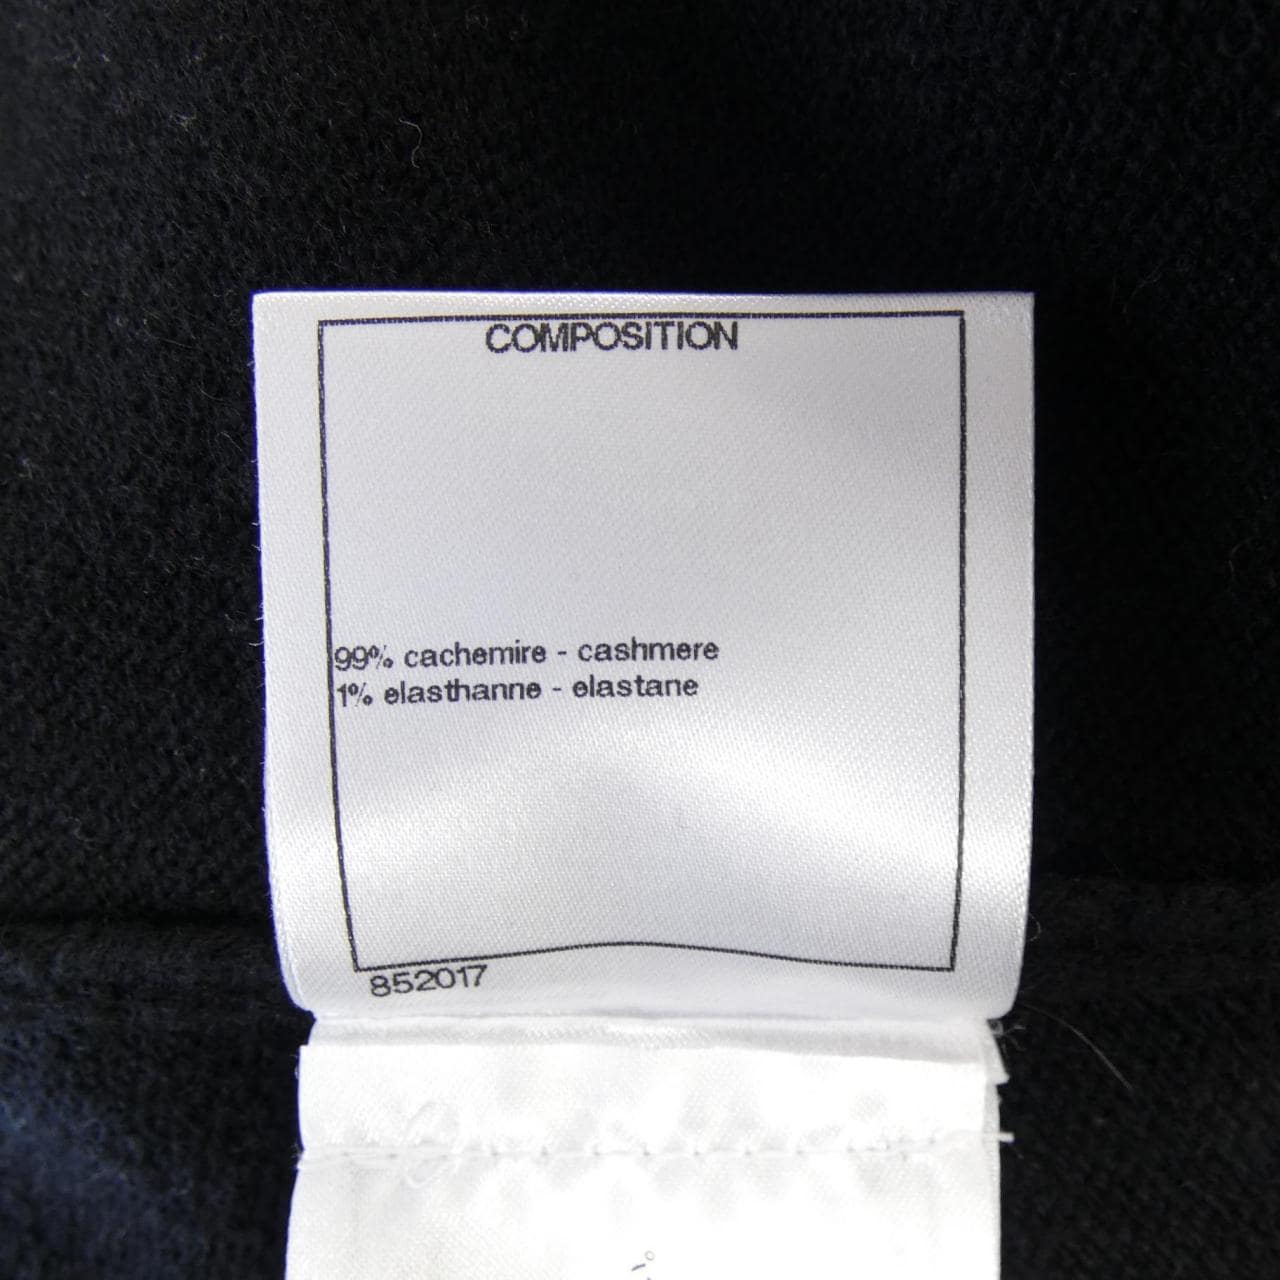 COMPOSITION
99% cachemire - cashmere
1% elasthanne - elastane
852017